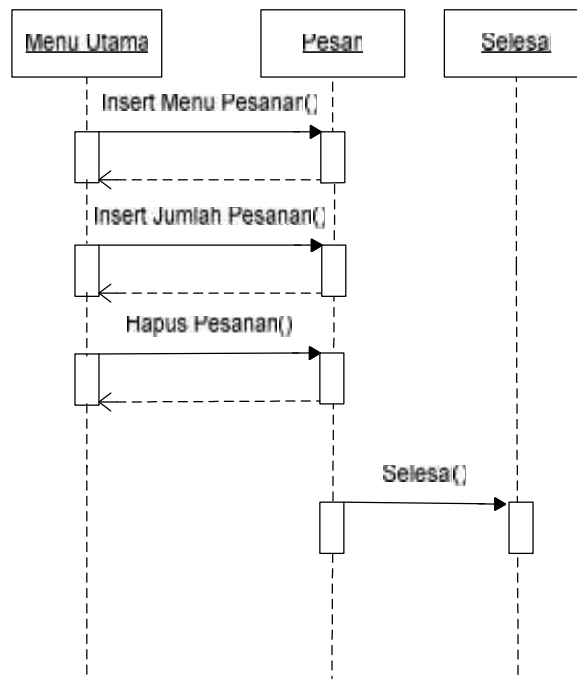 Menu Utama
Pesan
Selesai
Insert Menu Pesanan()
Insert Jumlah Pesanan()
Hapus Pesanan()
Selesai()